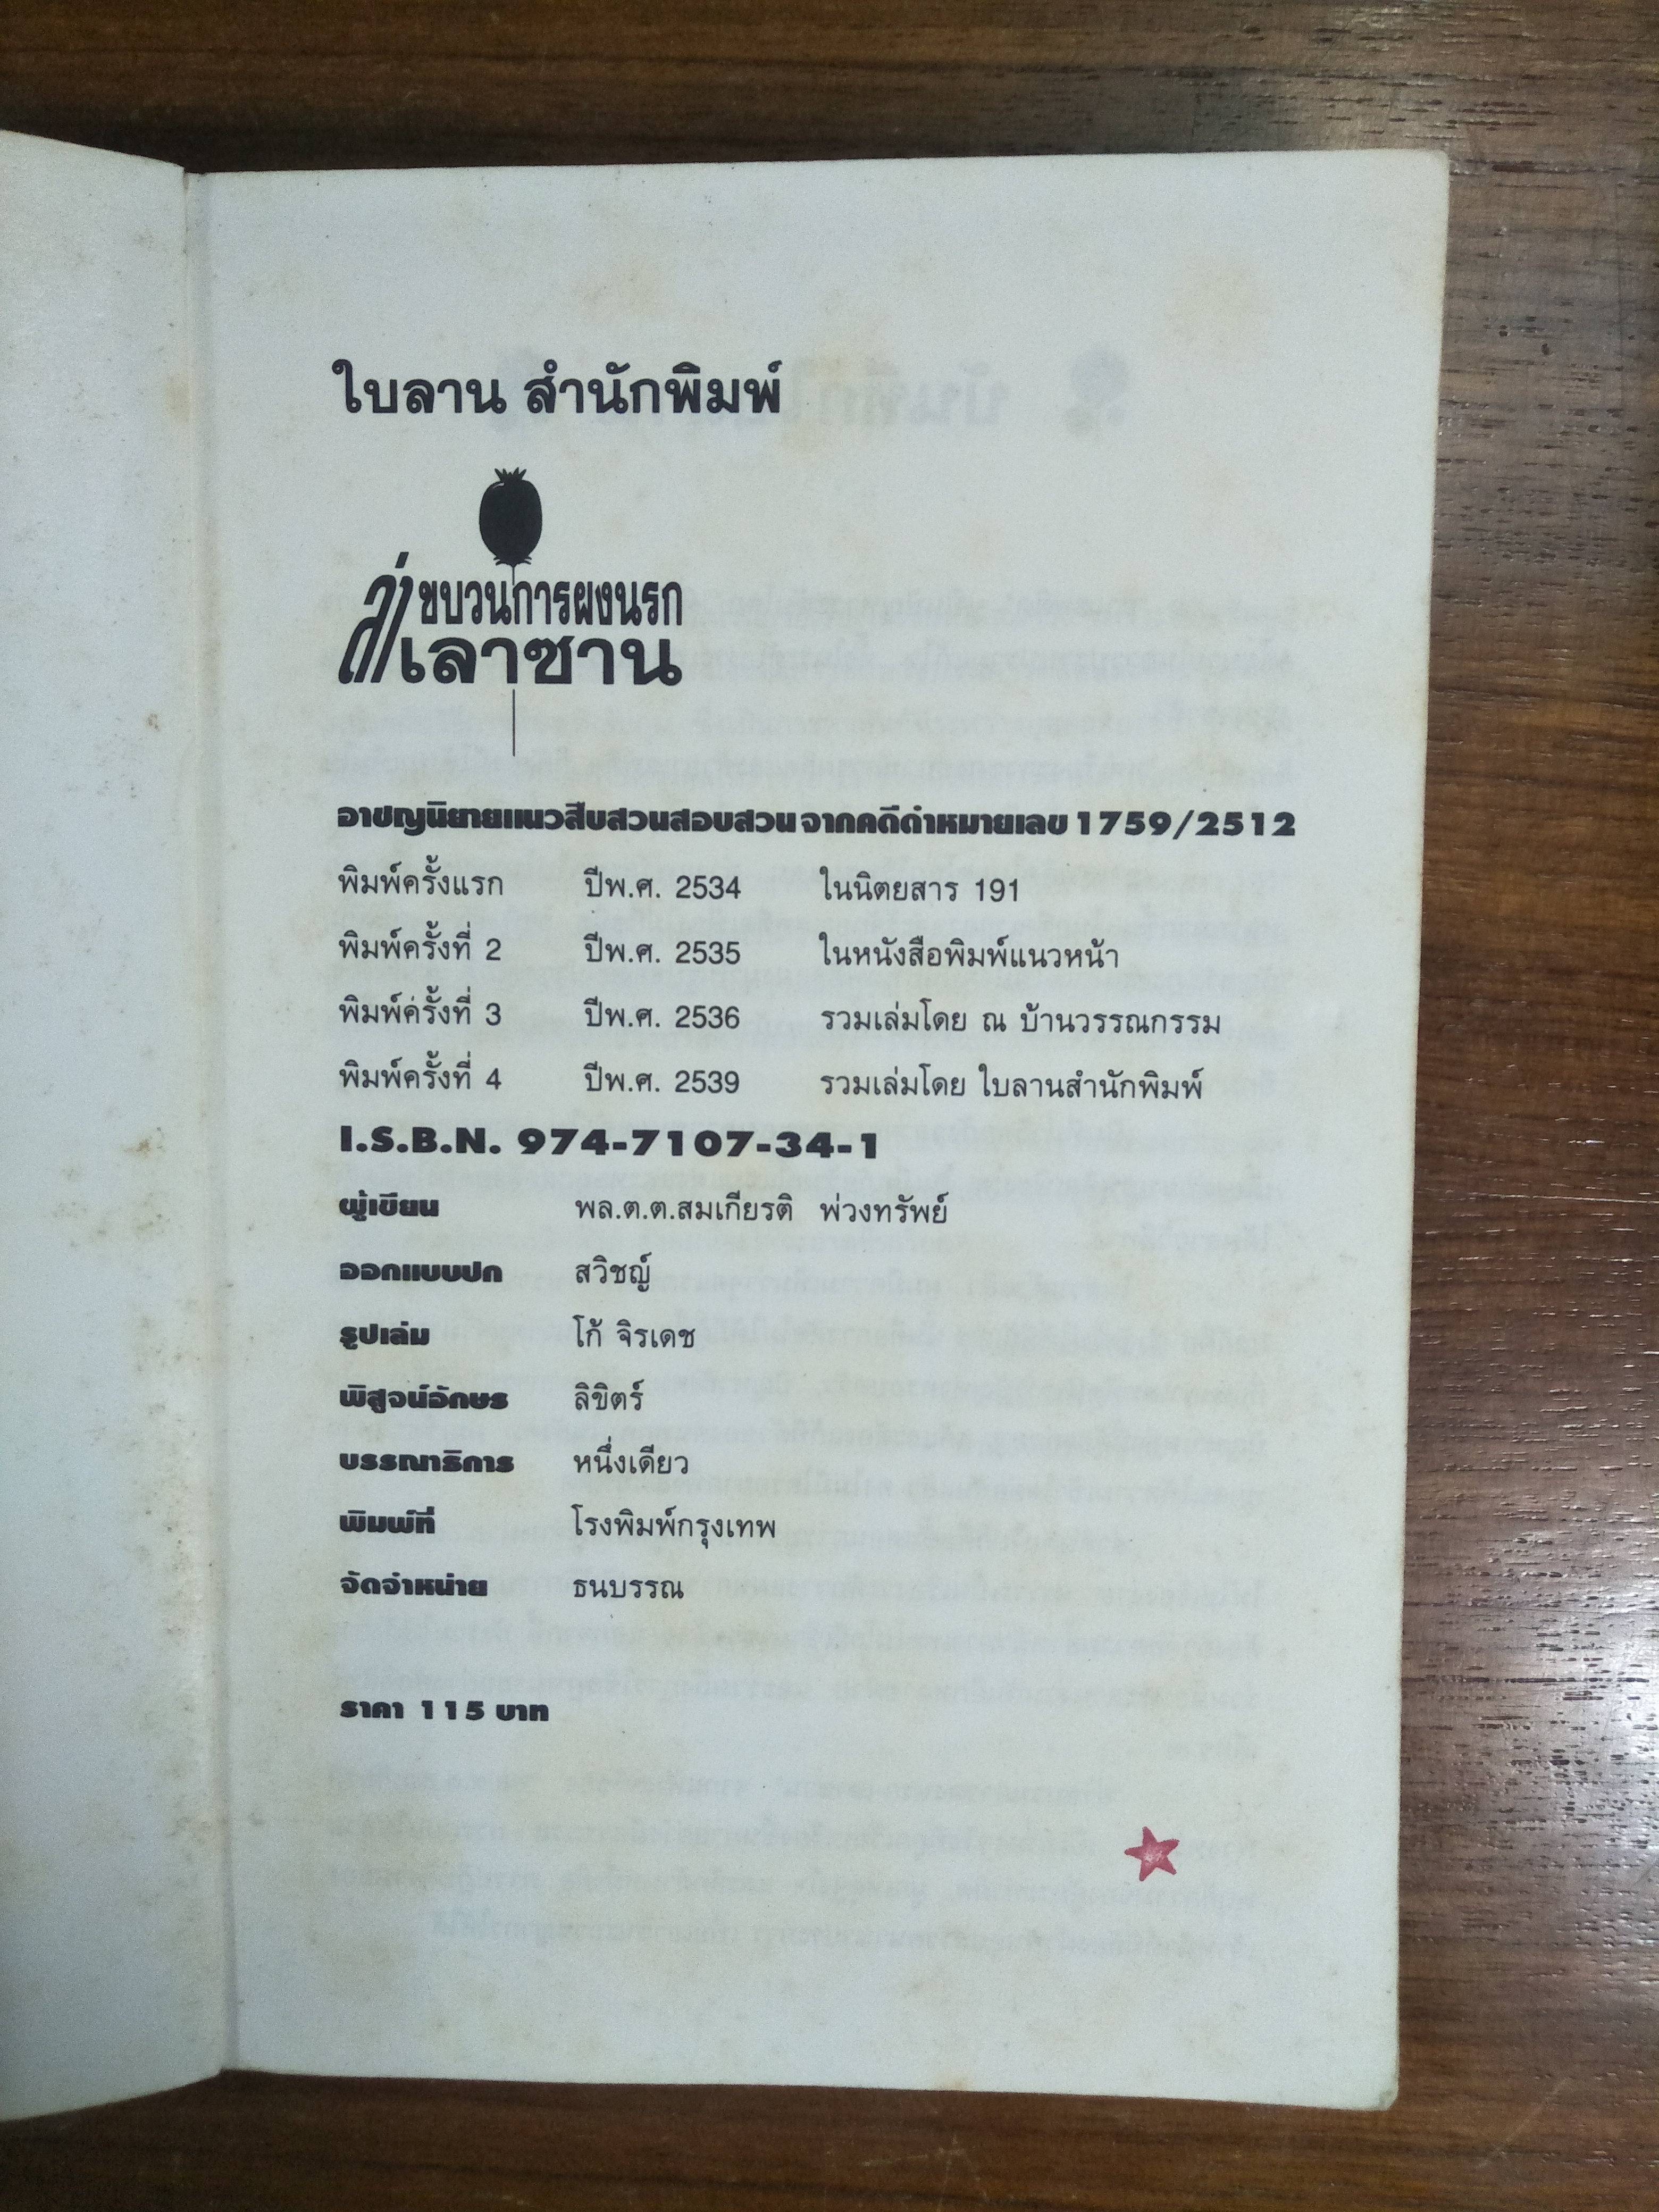 ใบลาน สำนักพิมพ์
ล่าขบวนการผงนรก
เลาซาน
อาชญนิยายแนวสืบสวนสอบสวน จากคดีดำหมายเลข 1759/2512
พิมพ์ครั้งแรก ปีพ.ศ. 2534 ในนิตยสาร 191
พิมพ์ครั้งที่ 2 ปีพ.ศ. 2535 ในหนังสือพิมพ์แนวหน้า
พิมพ์ครั้งที่ 3 ปีพ.ศ. 2536 รวมเล่มโดย ณ บ้านวรรณกรรม
พิมพ์ครั้งที่ 4 ปีพ.ศ. 2539 รวมเล่มโดย ใบลานสำนักพิมพ์
I.S.B.N. 974-7107-34-1
ผู้เขียน พล.ต.ต.สมเกียรติ พ่วงทรัพย์
ออกแบบปก สวิชญ์
รูปเล่ม โก้ จิรเดช
พิสูจน์อักษร ลิขิตร์
บรรณาธิการ หนึ่งเดียว
พิมพ์ที่ โรงพิมพ์กรุงเทพ
จัดจำหน่าย ธนบรรณ
ราคา 115 บาท